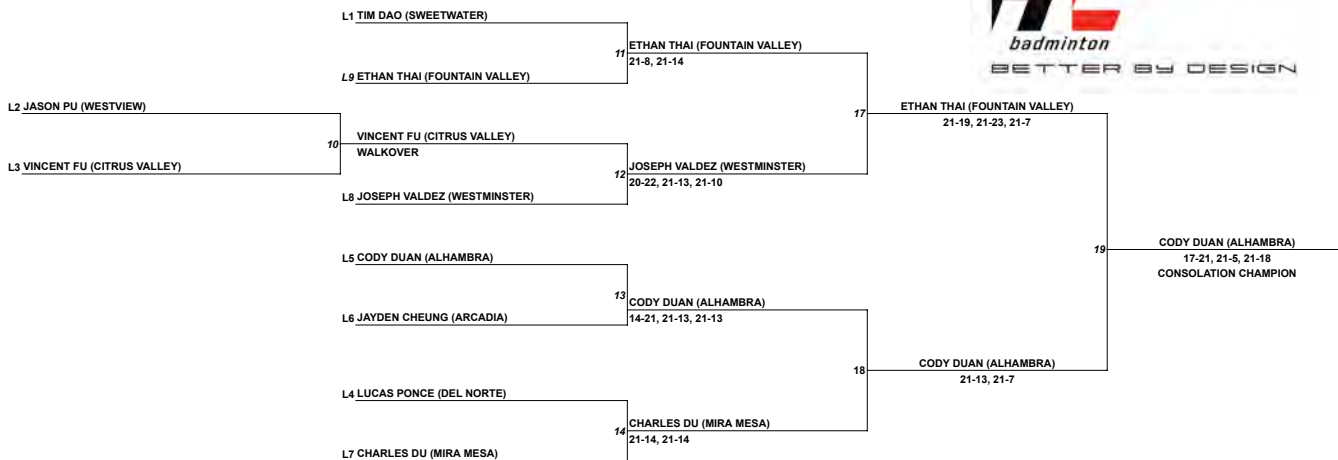 L1 TIM DAO (SWEETWATER)
11 ETHAN THAI (FOUNTAIN VALLEY)
21-8, 21-14
L9 ETHAN THAI (FOUNTAIN VALLEY)
badminton
BETTER BY DESIGN
L2 JASON PU (WESTVIEW)
10 VINCENT FU (CITRUS VALLEY)
WALKOVER
L3 VINCENT FU (CITRUS VALLEY)
12 JOSEPH VALDEZ (WESTMINSTER)
20-22, 21-13, 21-10
L8 JOSEPH VALDEZ (WESTMINSTER)
17 ETHAN THAI (FOUNTAIN VALLEY)
21-19, 21-23, 21-7
L5 CODY DUAN (ALHAMBRA)
13 CODY DUAN (ALHAMBRA)
14-21, 21-13, 21-13
L6 JAYDEN CHEUNG (ARCADIA)
19 CODY DUAN (ALHAMBRA)
17-21, 21-5, 21-18
CONSOLATION CHAMPION
18 CODY DUAN (ALHAMBRA)
21-13, 21-7
L4 LUCAS PONCE (DEL NORTE)
14 CHARLES DU (MIRA MESA)
21-14, 21-14
L7 CHARLES DU (MIRA MESA)